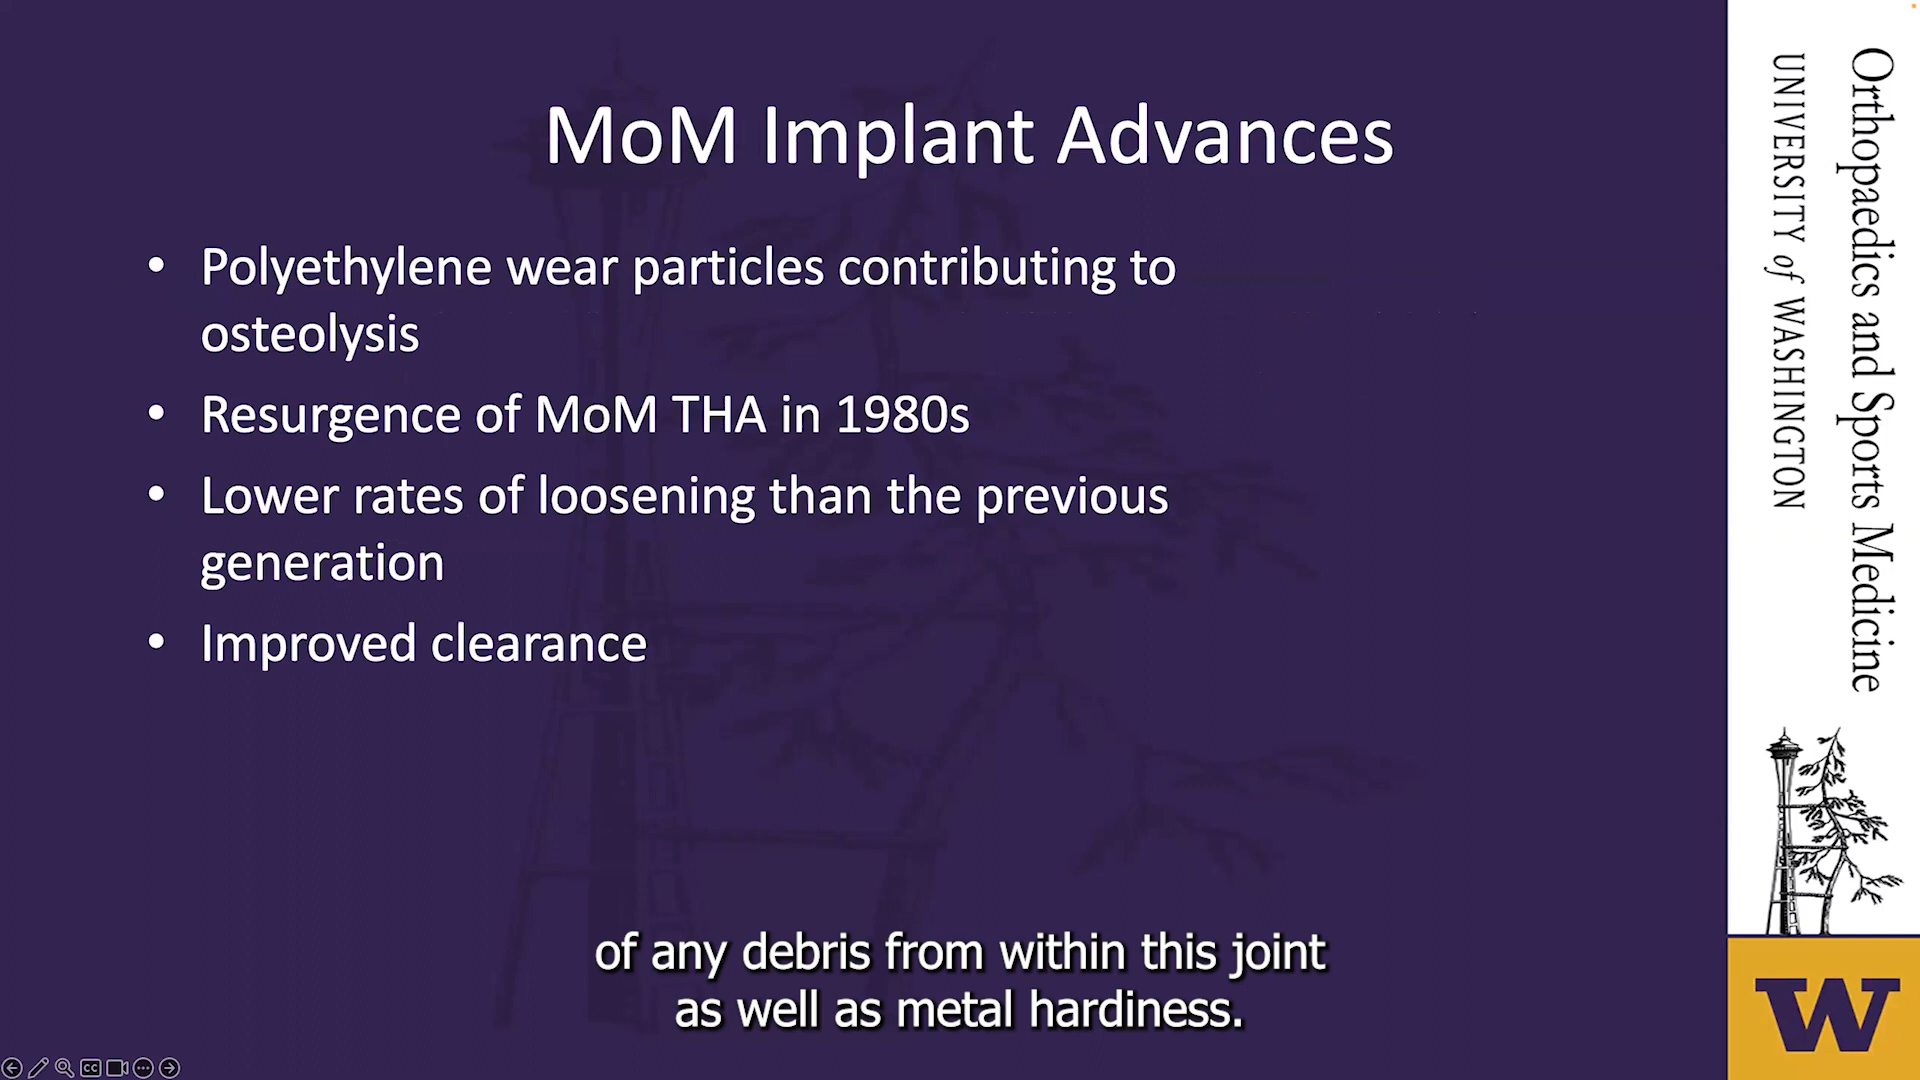 MoM Implant Advances
• Polyethylene wear particles contributing to
osteolysis
• Resurgence of MoM THA in 1980s
• Lower rates of loosening than the previous
generation
• Improved clearance
of any debris from within this joint
as well as metal hardiness.
Orthopaedics and Sports Medicine
UNIVERSITY of WASHINGTON
W
CC